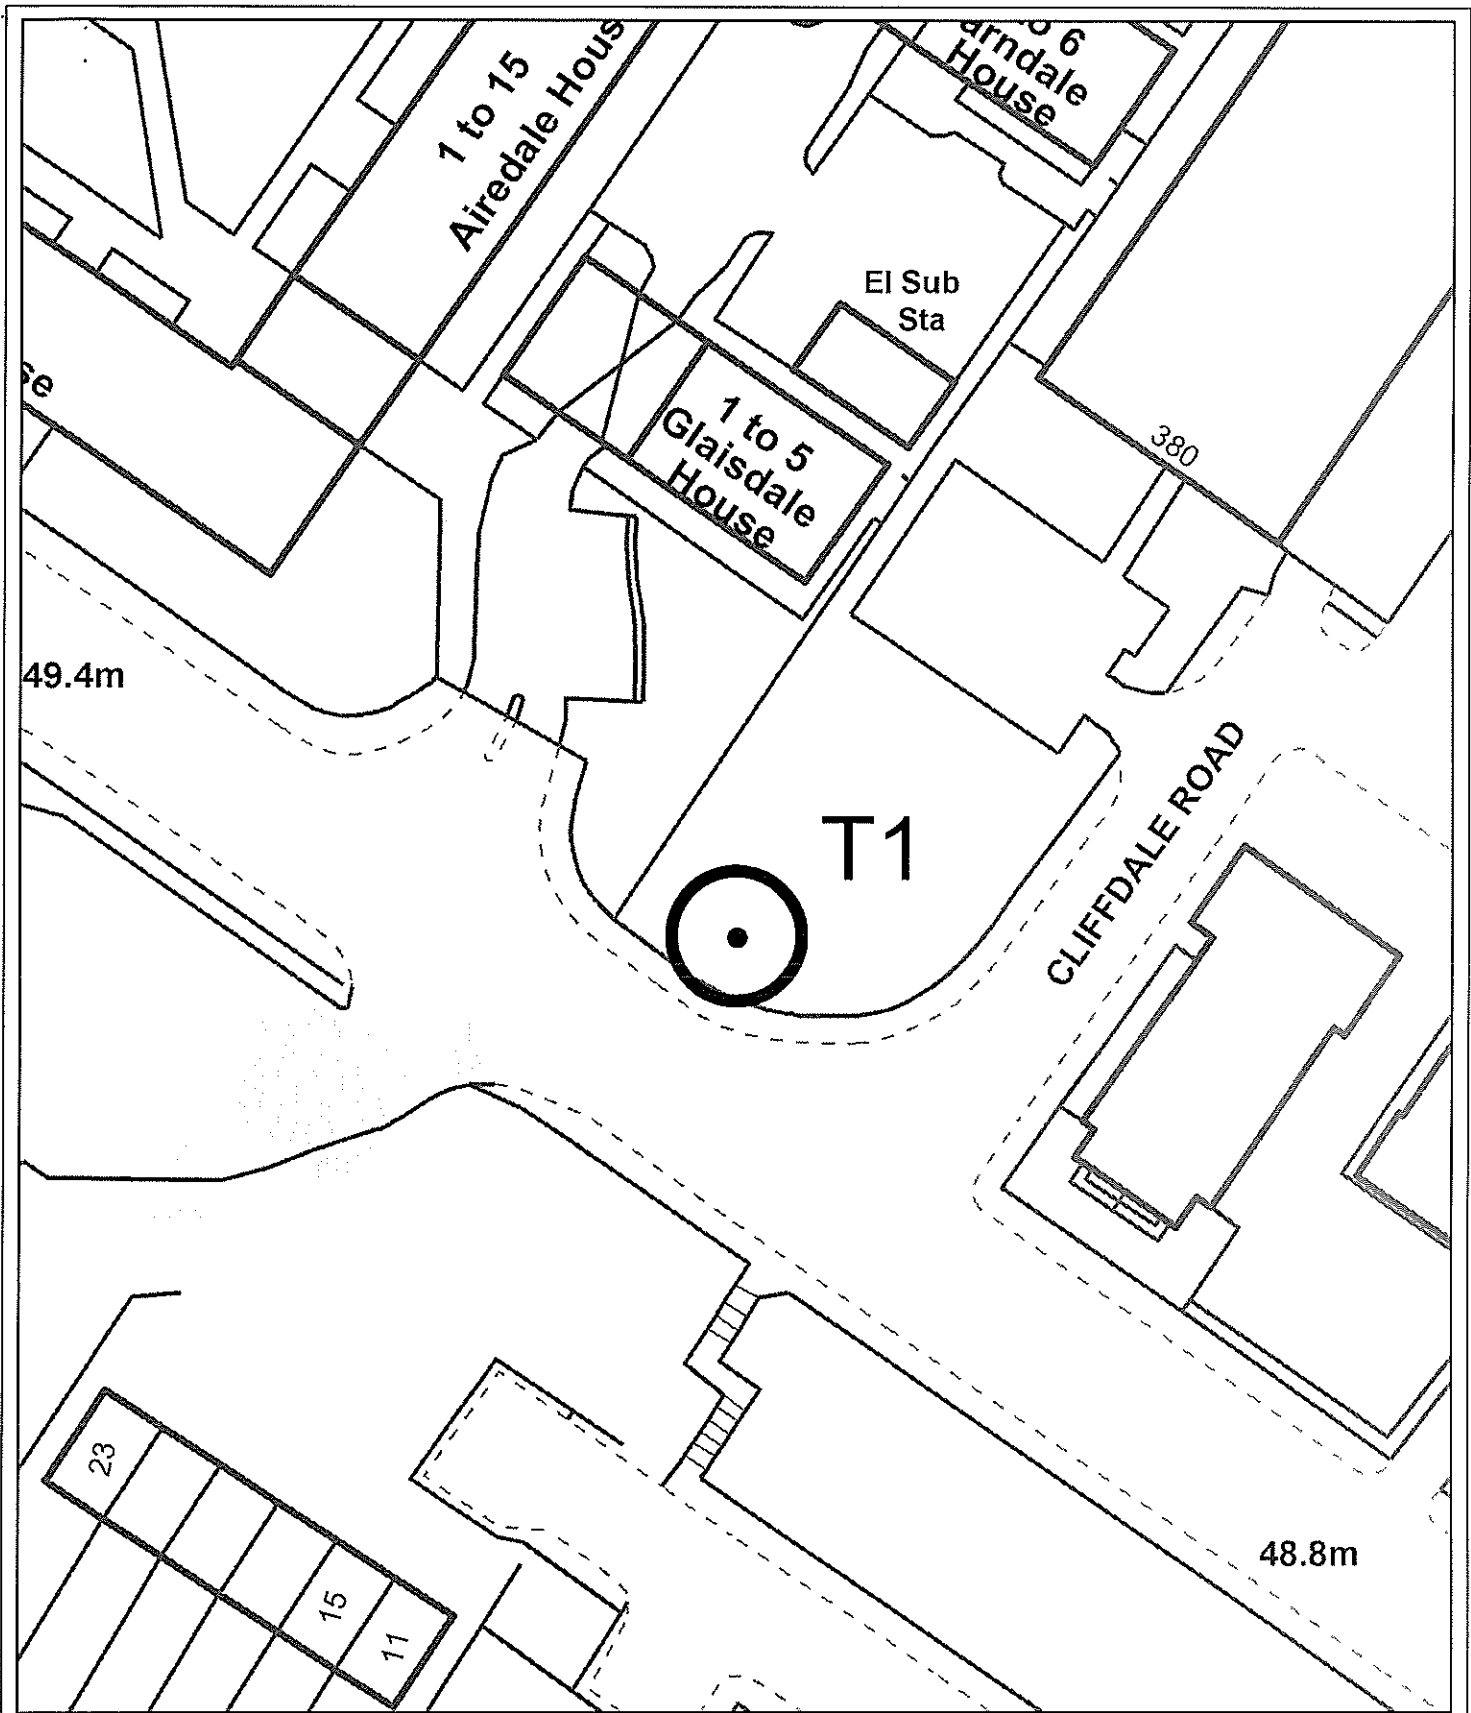 1 to 15
Airedale Hous
to 6
arndale
House
El Sub
Sta
se
1 to 5
Glaisdale
House
380
49.4m
CLIFFDALE ROAD
T1
23
15
11
48.8m